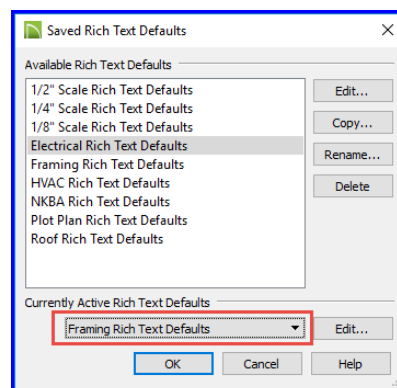 Saved Rich Text Defaults
Available Rich Text Defaults
1/2" Scale Rich Text Defaults
1/4" Scale Rich Text Defaults
1/8" Scale Rich Text Defaults
Electrical Rich Text Defaults
Framing Rich Text Defaults
HVAC Rich Text Defaults
NKBA Rich Text Defaults
Plot Plan Rich Text Defaults
Roof Rich Text Defaults
Edit...
Copy...
Rename...
Delete
Currently Active Rich Text Defaults
Framing Rich Text Defaults
Edit...
OK
Cancel
Help